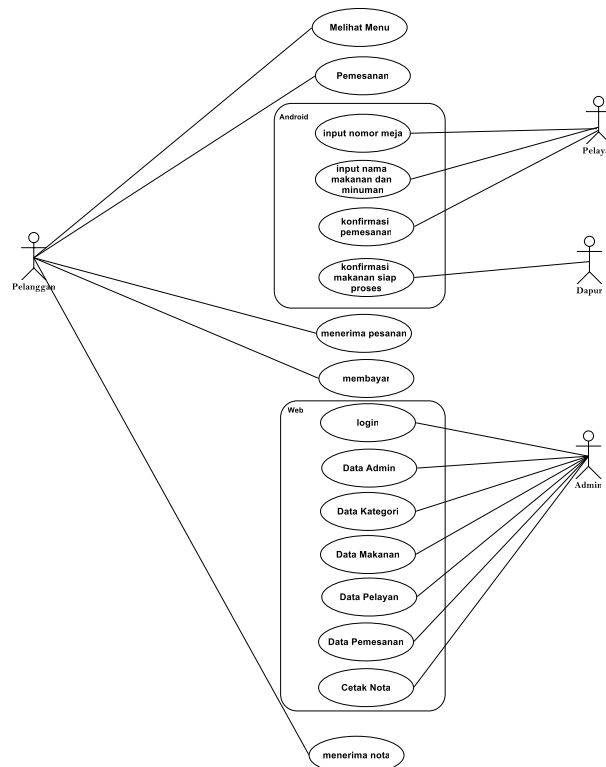 Melihat Menu
Pemesanan
Android
input nomor meja
Pelaya
input nama
makanan dan
minuman
konfirmasi
pemesanan
Pelanggan
konfirmasi
makanan siap
proses
Dapur
menerima pesanan
membayar
Web
login
Data Admin
Admin
Data Kategori
Data Makanan
Data Pelayan
Data Pemesanan
Cetak Nota
menerima nota